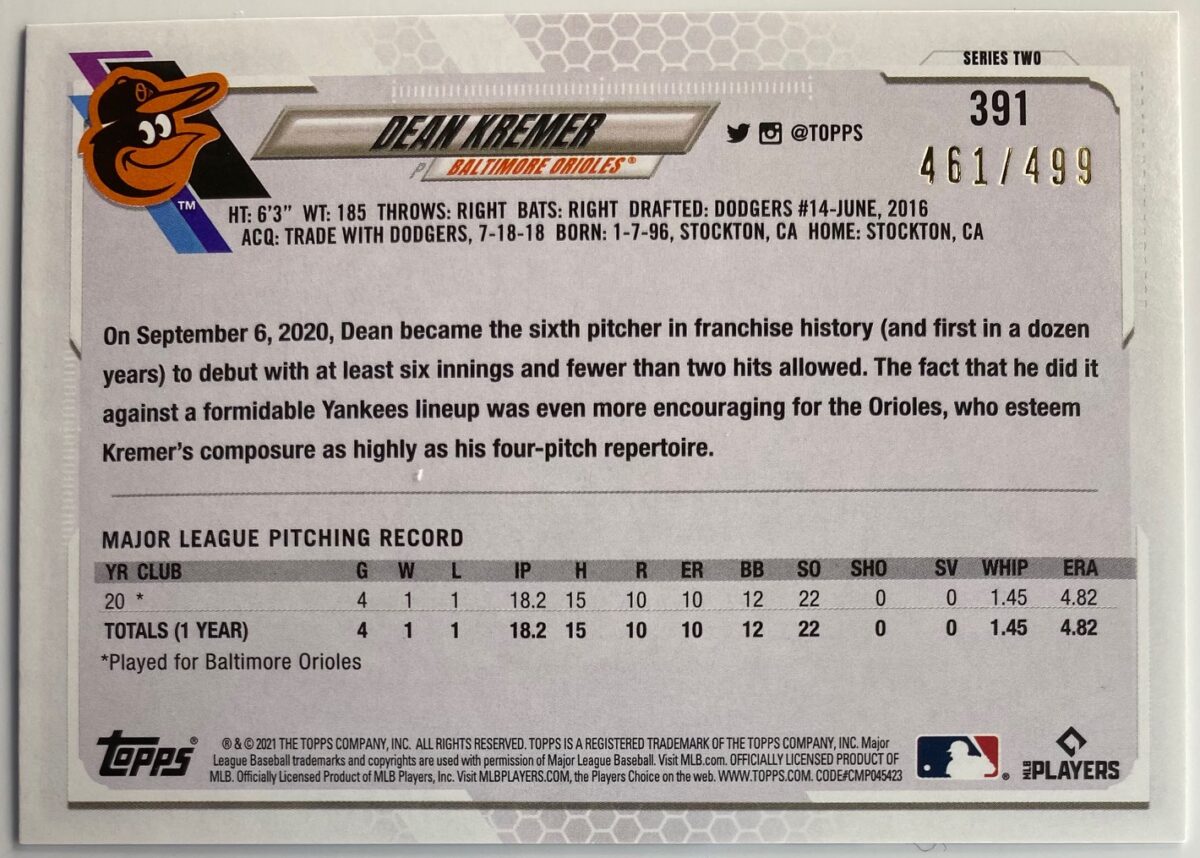 SERIES TWO
391
461/499
DEAN KREMER
P BALTIMORE ORIOLES®
@TOPPS
TM
HT: 6'3" WT: 185 THROWS: RIGHT BATS: RIGHT DRAFTED: DODGERS #14-JUNE, 2016
ACQ: TRADE WITH DODGERS, 7-18-18 BORN: 1-7-96, STOCKTON, CA HOME: STOCKTON, CA
On September 6, 2020, Dean became the sixth pitcher in franchise history (and first in a dozen
years) to debut with at least six innings and fewer than two hits allowed. The fact that he did it
against a formidable Yankees lineup was even more encouraging for the Orioles, who esteem
Kremer's composure as highly as his four-pitch repertoire.
MAJOR LEAGUE PITCHING RECORD
YR CLUB G W L IP H R ER BB SO SHO SV WHIP ERA
20 * 4 1 1 18.2 15 10 10 12 22 0 0 1.45 4.82
TOTALS (1 YEAR) 4 1 1 18.2 15 10 10 12 22 0 0 1.45 4.82
*Played for Baltimore Orioles
TOPPS®
® & © 2021 THE TOPPS COMPANY, INC. ALL RIGHTS RESERVED. TOPPS IS A REGISTERED TRADEMARK OF THE TOPPS COMPANY, INC. Major
League Baseball trademarks and copyrights are used with permission of Major League Baseball. Visit MLB.com. OFFICIALLY LICENSED PRODUCT OF
MLB. Officially Licensed Product of MLB Players, Inc. Visit MLBPLAYERS.COM, the Players Choice on the web. WWW.TOPPS.COM. CODE#CMP045423
®
MLB PLAYERS